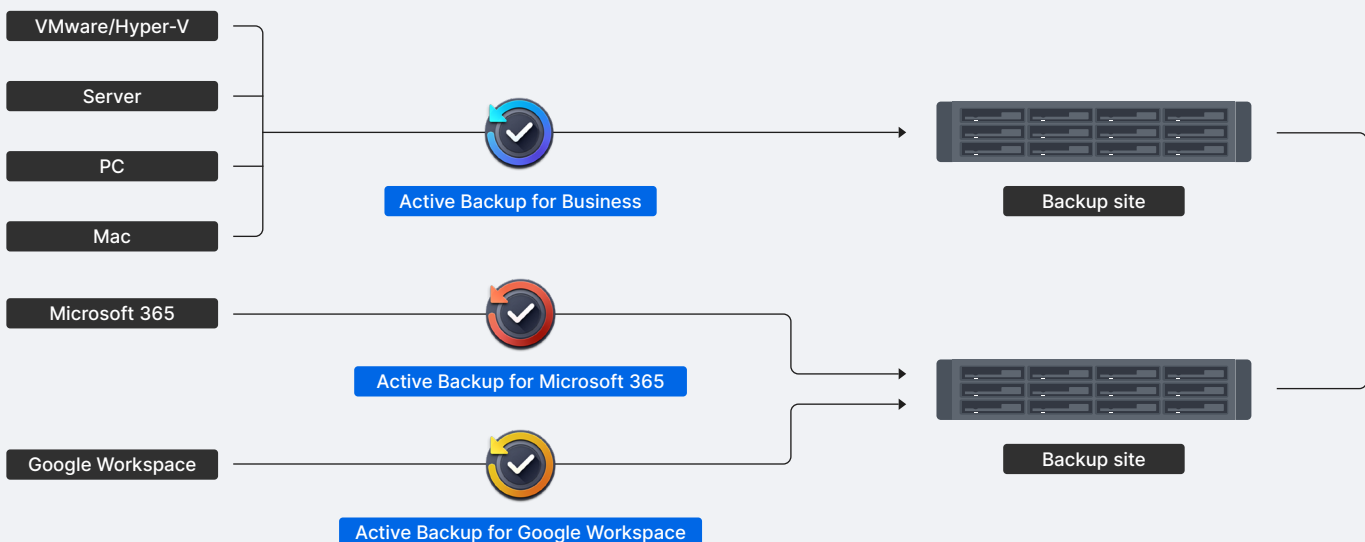 VMware/Hyper-V
Server
PC
Mac
Active Backup for Business
Backup site
Microsoft 365
Active Backup for Microsoft 365
Google Workspace
Active Backup for Google Workspace
Backup site